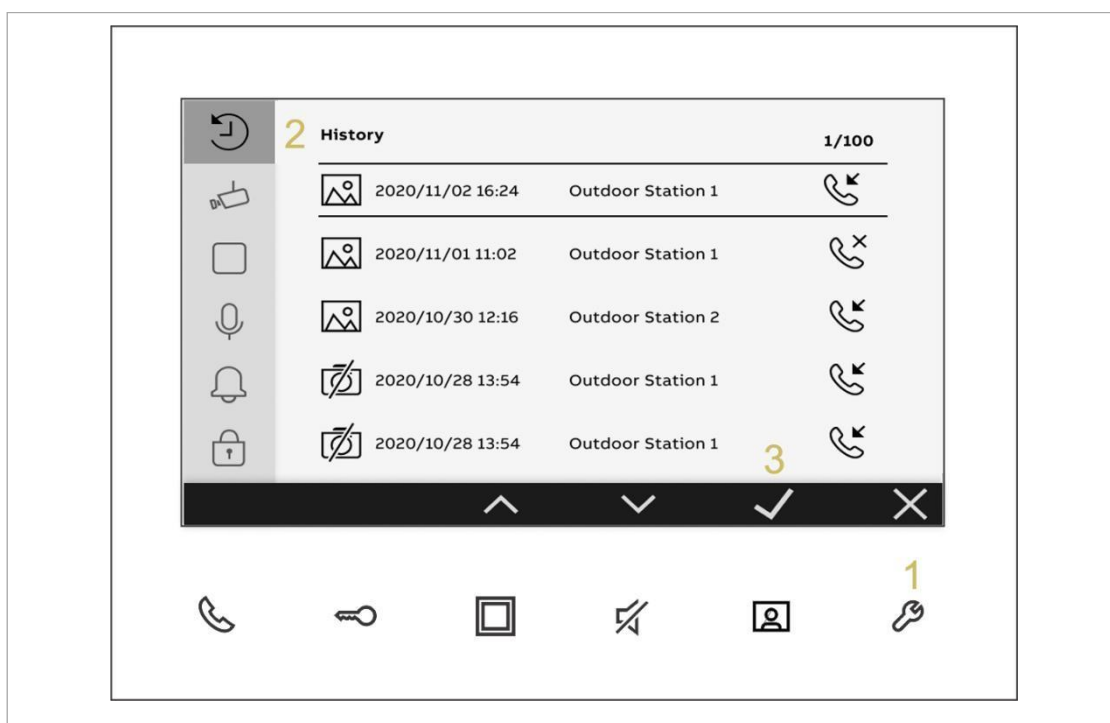 2 History 1/100
2020/11/02 16:24 Outdoor Station 1
2020/11/01 11:02 Outdoor Station 1
2020/10/30 12:16 Outdoor Station 2
2020/10/28 13:54 Outdoor Station 1
2020/10/28 13:54 Outdoor Station 1
3
1